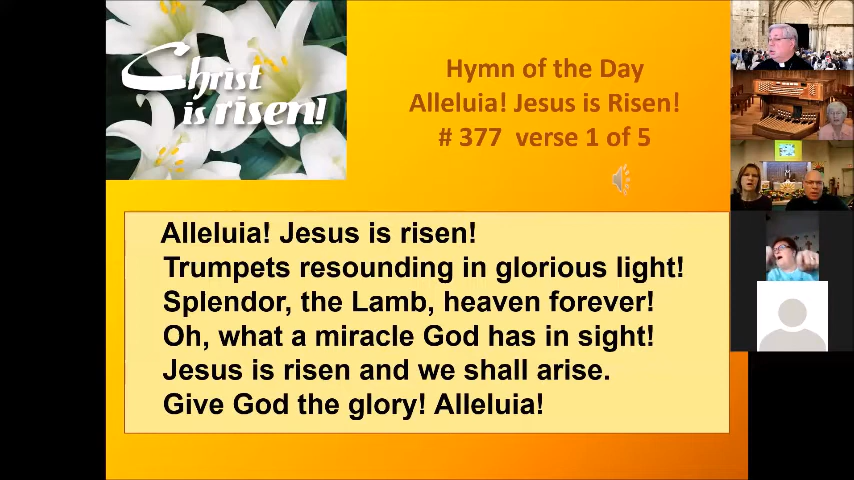 Christ
is risen!
Hymn of the Day
Alleluia! Jesus is Risen!
# 377 verse 1 of 5
Alleluia! Jesus is risen!
Trumpets resounding in glorious light!
Splendor, the Lamb, heaven forever!
Oh, what a miracle God has in sight!
Jesus is risen and we shall arise.
Give God the glory! Alleluia!